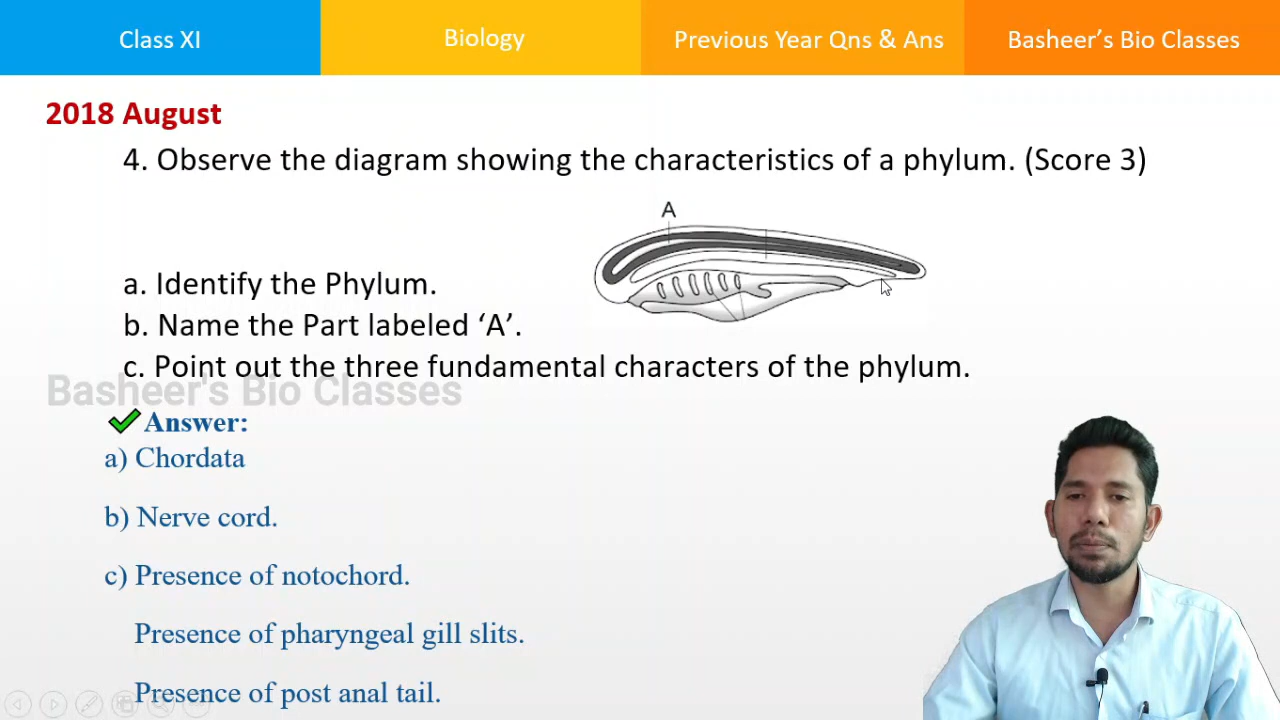 Class XI
Biology
Previous Year Qns & Ans
Basheer's Bio Classes
2018 August
4. Observe the diagram showing the characteristics of a phylum. (Score 3)
A
a. Identify the Phylum.
b. Name the Part labeled ‘A’.
c. Point out the three fundamental characters of the phylum.
Basheer's Bio Classes
Answer:
a) Chordata
b) Nerve cord.
c) Presence of notochord.
Presence of pharyngeal gill slits.
Presence of post anal tail.